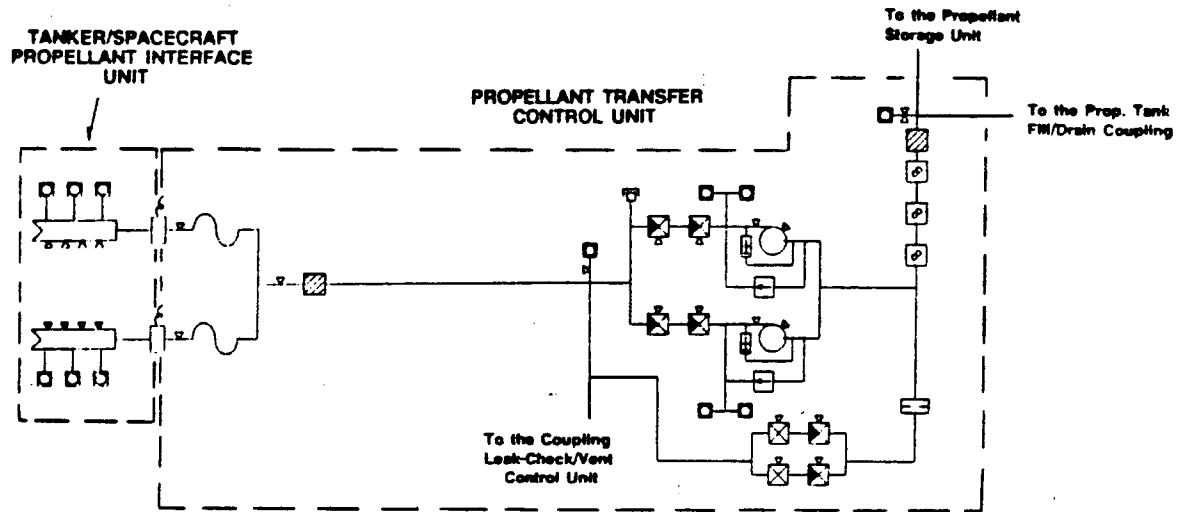 To the Propellant
Storage Unit
TANKER/SPACECRAFT
PROPELLANT INTERFACE
UNIT
PROPELLANT TRANSFER
CONTROL UNIT
To the Prop. Tank
Fill/Drain Coupling
To the Coupling
Leak-Check/Vent
Control Unit